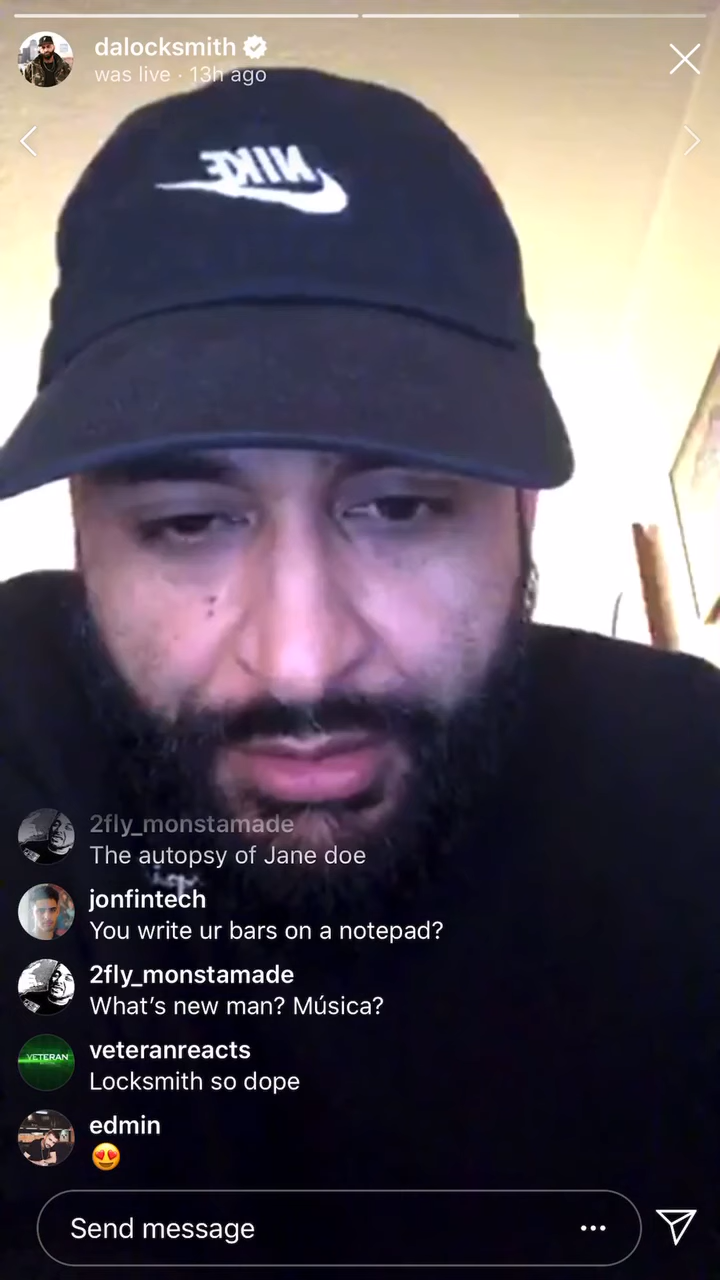 dalocksmith
was live · 13h ago
NIKE
2fly_monstamade
The autopsy of Jane doe
jonfintech
You write ur bars on a notepad?
2fly_monstamade
What's new man? Música?
VETERAN
veteranreacts
Locksmith so dope
edmin
😍
Send message